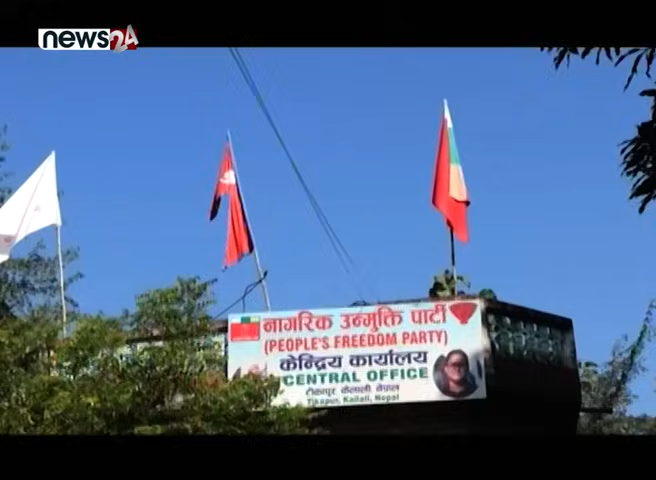 news24
नागरिक उन्मुक्ति पार्टी
(PEOPLE'S FREEDOM PARTY)
केन्द्रिय कार्यालय
CENTRAL OFFICE
टीकापुर कैलाली, नेपाल
Tikapur, Kailali, Nepal